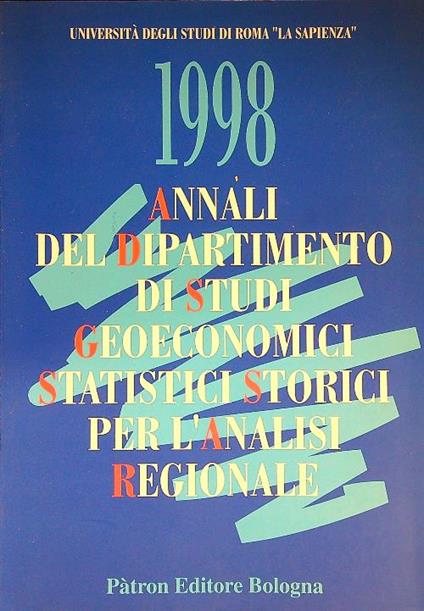 UNIVERSITÀ DEGLI STUDI DI ROMA "LA SAPIENZA"
1998
ANNALI
DEL DIPARTIMENTO
DI STUDI
GEOECONOMICI
STATISTICI STORICI
PER L'ANALISI
REGIONALE
Pàtron Editore Bologna